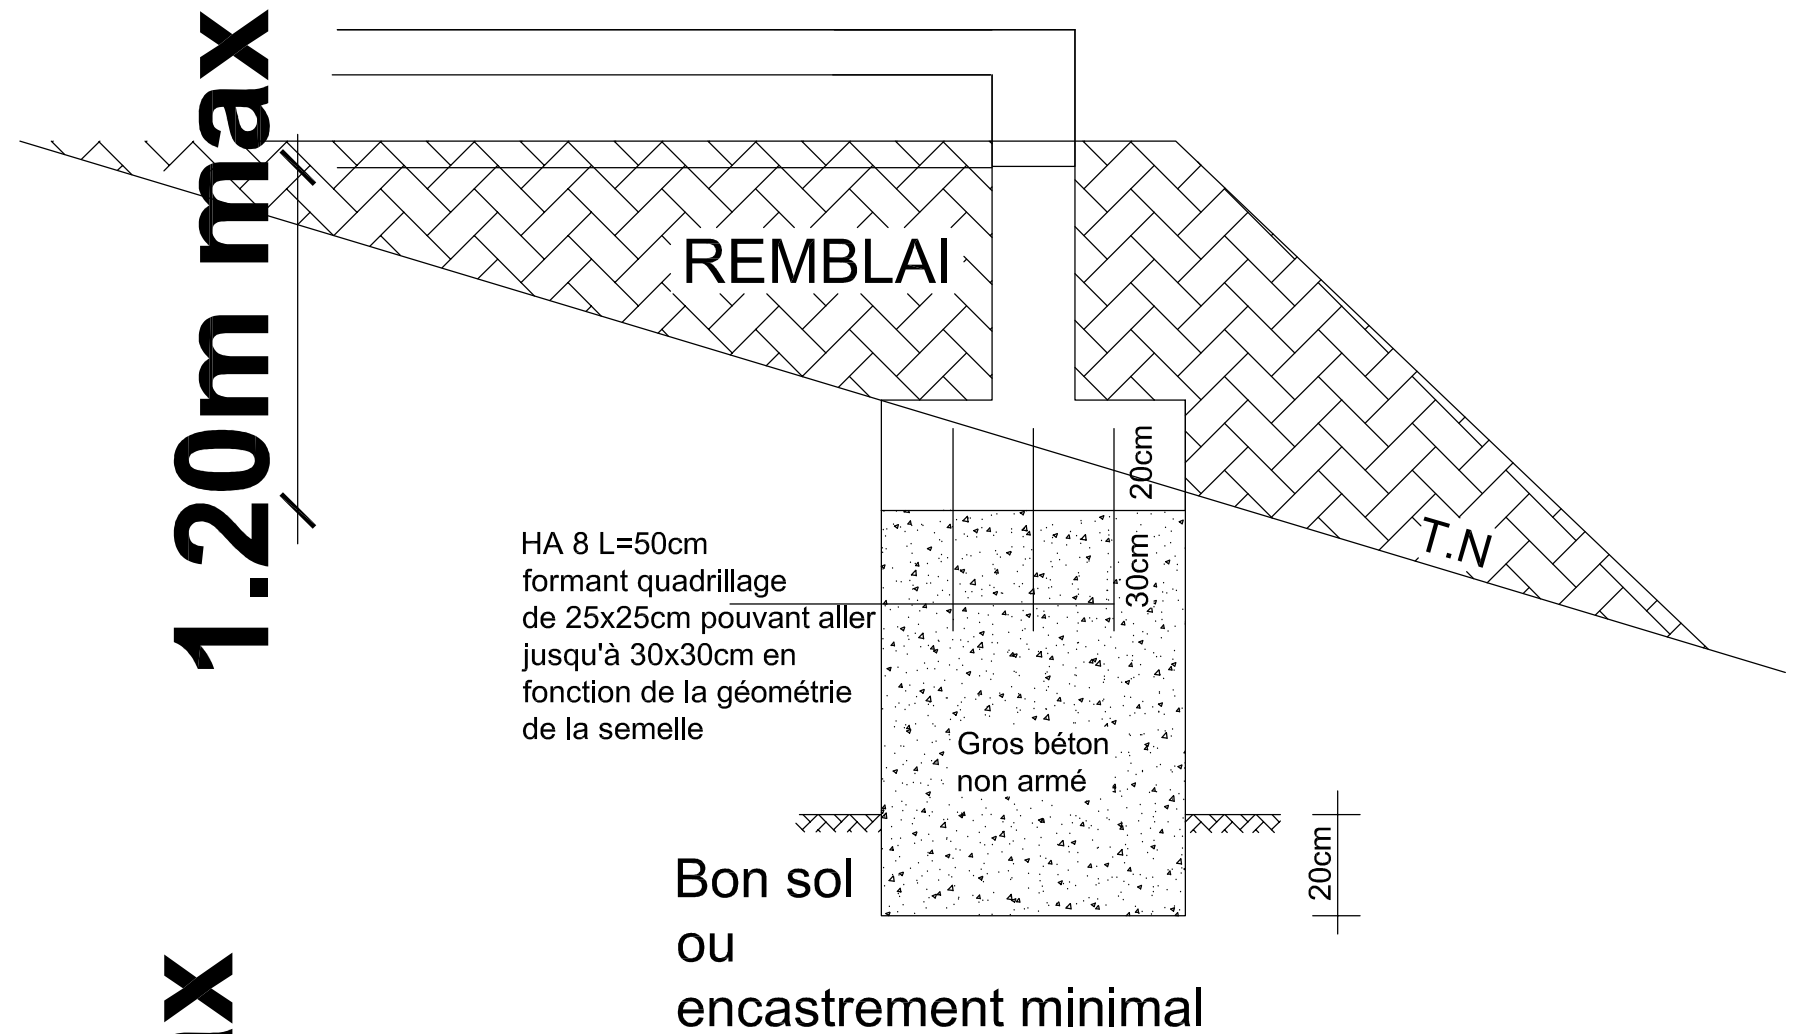 1.20m max
REMBLAI
T.N
20cm
30cm
HA 8 L=50cm
formant quadrillage
de 25x25cm pouvant aller
jusqu'à 30x30cm en
fonction de la géométrie
de la semelle
Gros béton
non armé
20cm
Bon sol
ou
encastrement minimal